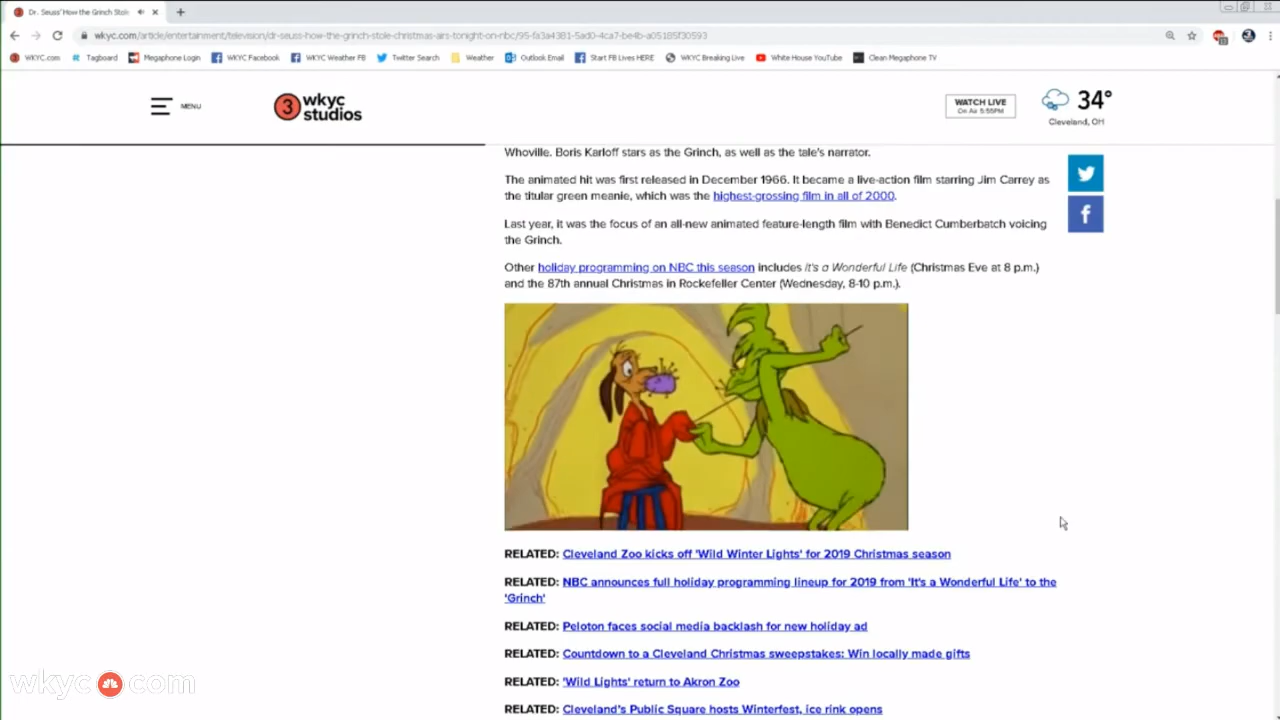 Dr. Seuss' How the Grinch Stole
wkyc.com/article/entertainment/television/dr-seuss-how-the-grinch-stole-christmas-airs-tonight-on-nbc/95-fa3a4381-5ad0-4ca7-be4b-a05185f30593
WKYC.com Tagboard Megaphone Login WKYC Facebook WKYC Weather FB Twitter Search Weather Outlook Email Start FB Lives HERE WKYC Breaking Live White House YouTube Clean Megaphone TV
MENU
3 wkyc studios
WATCH LIVE
On Air 5:55PM
34°
Cleveland, OH
Whoville. Boris Karloff stars as the Grinch, as well as the tale's narrator.
The animated hit was first released in December 1966. It became a live-action film starring Jim Carrey as
the titular green meanie, which was the highest-grossing film in all of 2000.
Last year, it was the focus of an all-new animated feature-length film with Benedict Cumberbatch voicing
the Grinch.
Other holiday programming on NBC this season includes It's a Wonderful Life (Christmas Eve at 8 p.m.)
and the 87th annual Christmas in Rockefeller Center (Wednesday, 8-10 p.m.).
RELATED: Cleveland Zoo kicks off 'Wild Winter Lights' for 2019 Christmas season
RELATED: NBC announces full holiday programming lineup for 2019 from 'It's a Wonderful Life' to the
'Grinch'
RELATED: Peloton faces social media backlash for new holiday ad
RELATED: Countdown to a Cleveland Christmas sweepstakes: Win locally made gifts
RELATED: 'Wild Lights' return to Akron Zoo
RELATED: Cleveland's Public Square hosts Winterfest, ice rink opens
wkyc com